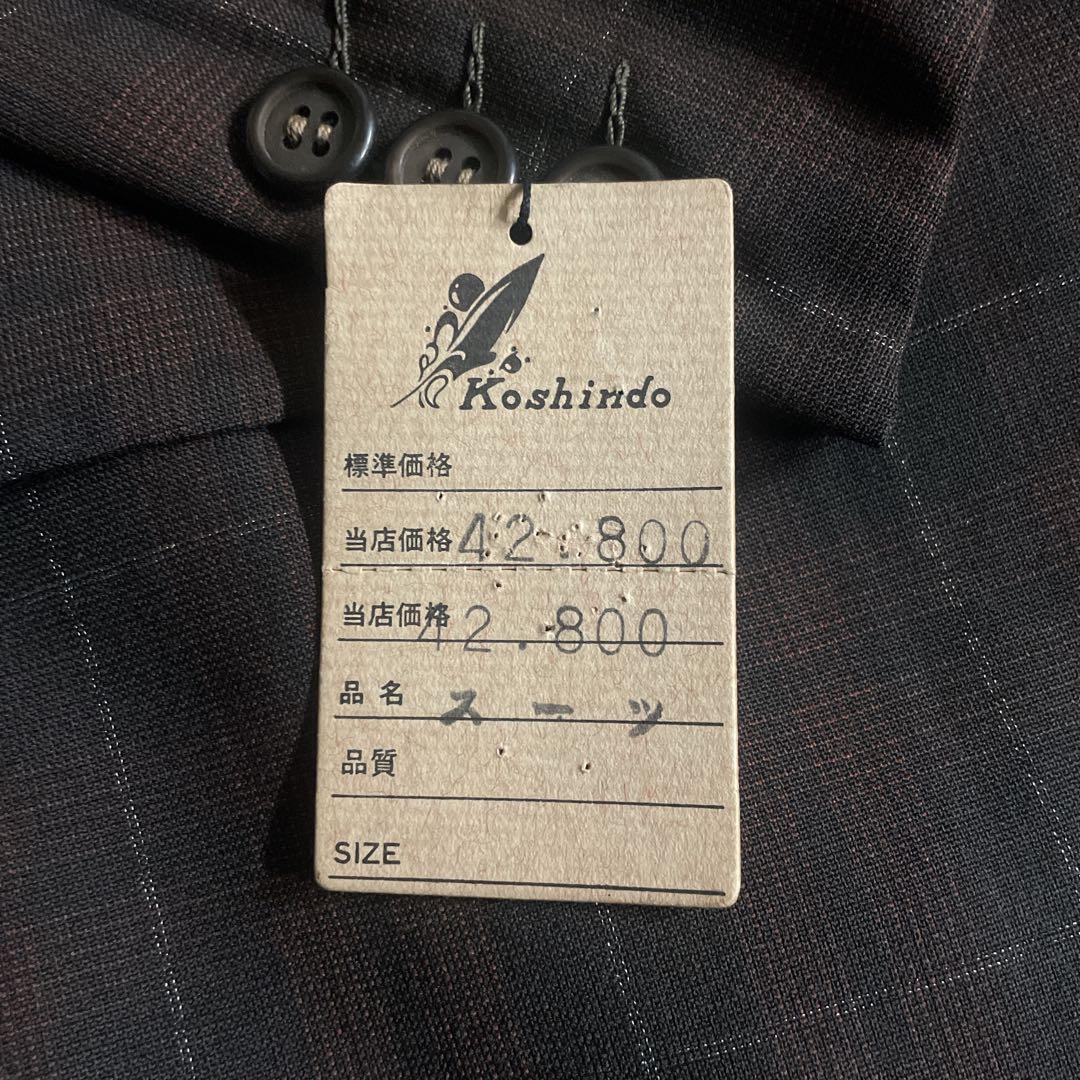 Koshindo
標準価格
当店価格 42.800
当店価格 42.800
品名 スーツ
品質
SIZE